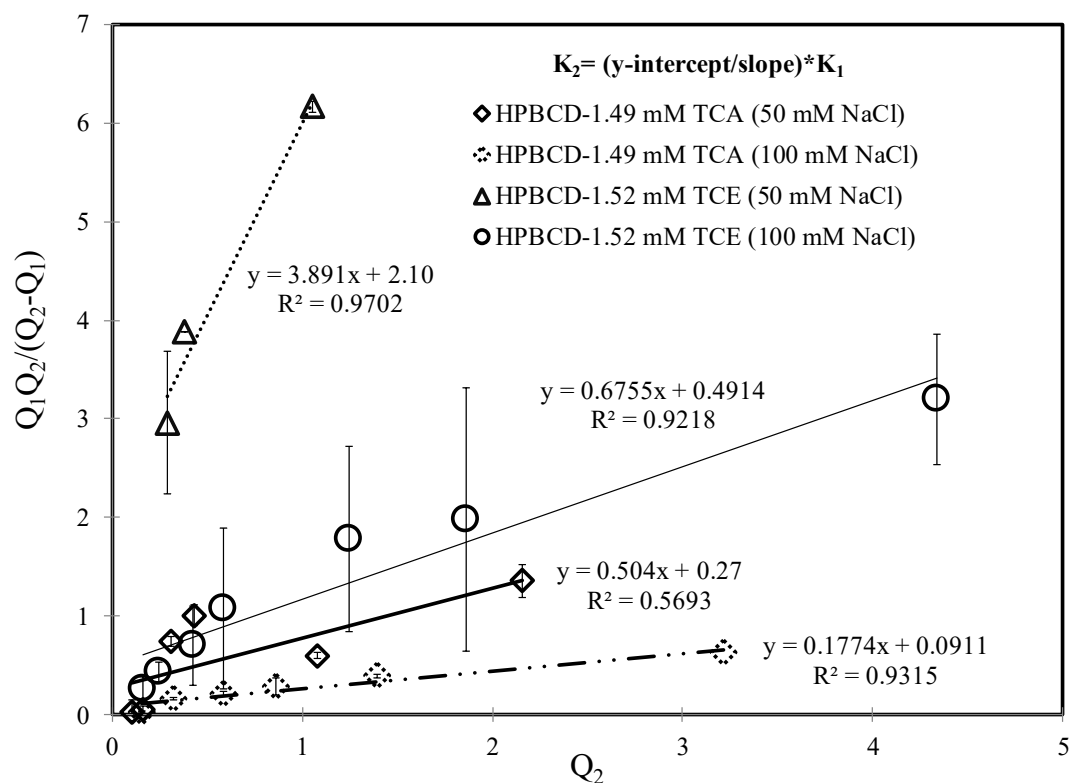 7
6
5
4
3
2
1
0
Q₁Q₂/(Q₂-Q₁)
K₂= (y-intercept/slope)*K₁
HPBCD-1.49 mM TCA (50 mM NaCl)
HPBCD-1.49 mM TCA (100 mM NaCl)
HPBCD-1.52 mM TCE (50 mM NaCl)
HPBCD-1.52 mM TCE (100 mM NaCl)
y = 3.891x + 2.10
R² = 0.9702
y = 0.6755x + 0.4914
R² = 0.9218
y = 0.504x + 0.27
R² = 0.5693
y = 0.1774x + 0.0911
R² = 0.9315
0 1 2 3 4 5
Q₂